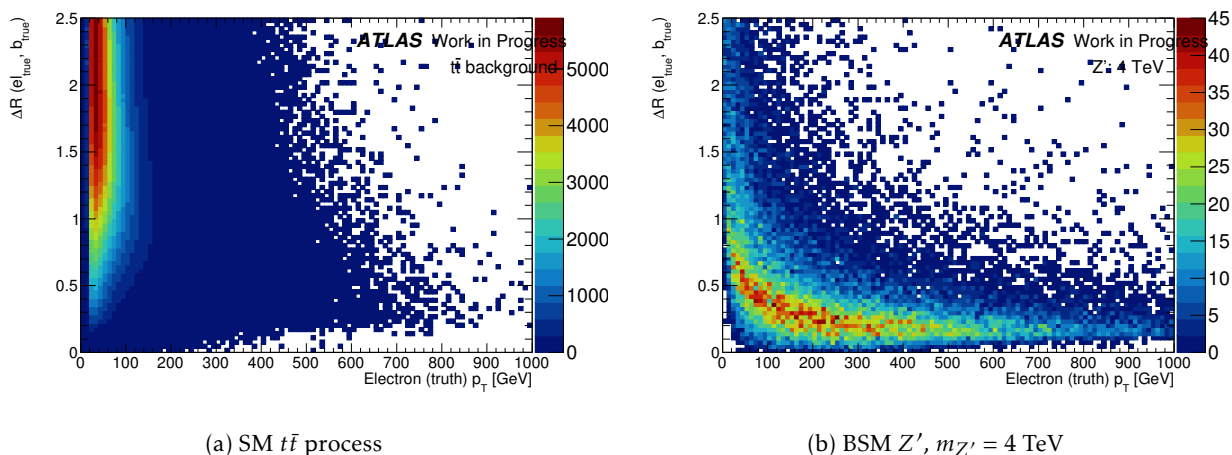 ΔR (el_true, b_true)
2.5
2
1.5
1
0.5
0
ATLAS Work in Progress
tt̄ background
5000
4000
3000
2000
1000
0
0 100 200 300 400 500 600 700 800 900 1000
Electron (truth) p_T [GeV]
(a) SM tt̄ process
ΔR (el_true, b_true)
2.5
2
1.5
1
0.5
0
ATLAS Work in Progress
Z': 4 TeV
45
40
35
30
25
20
15
10
5
0
0 100 200 300 400 500 600 700 800 900 1000
Electron (truth) p_T [GeV]
(b) BSM Z′, m_Z′ = 4 TeV